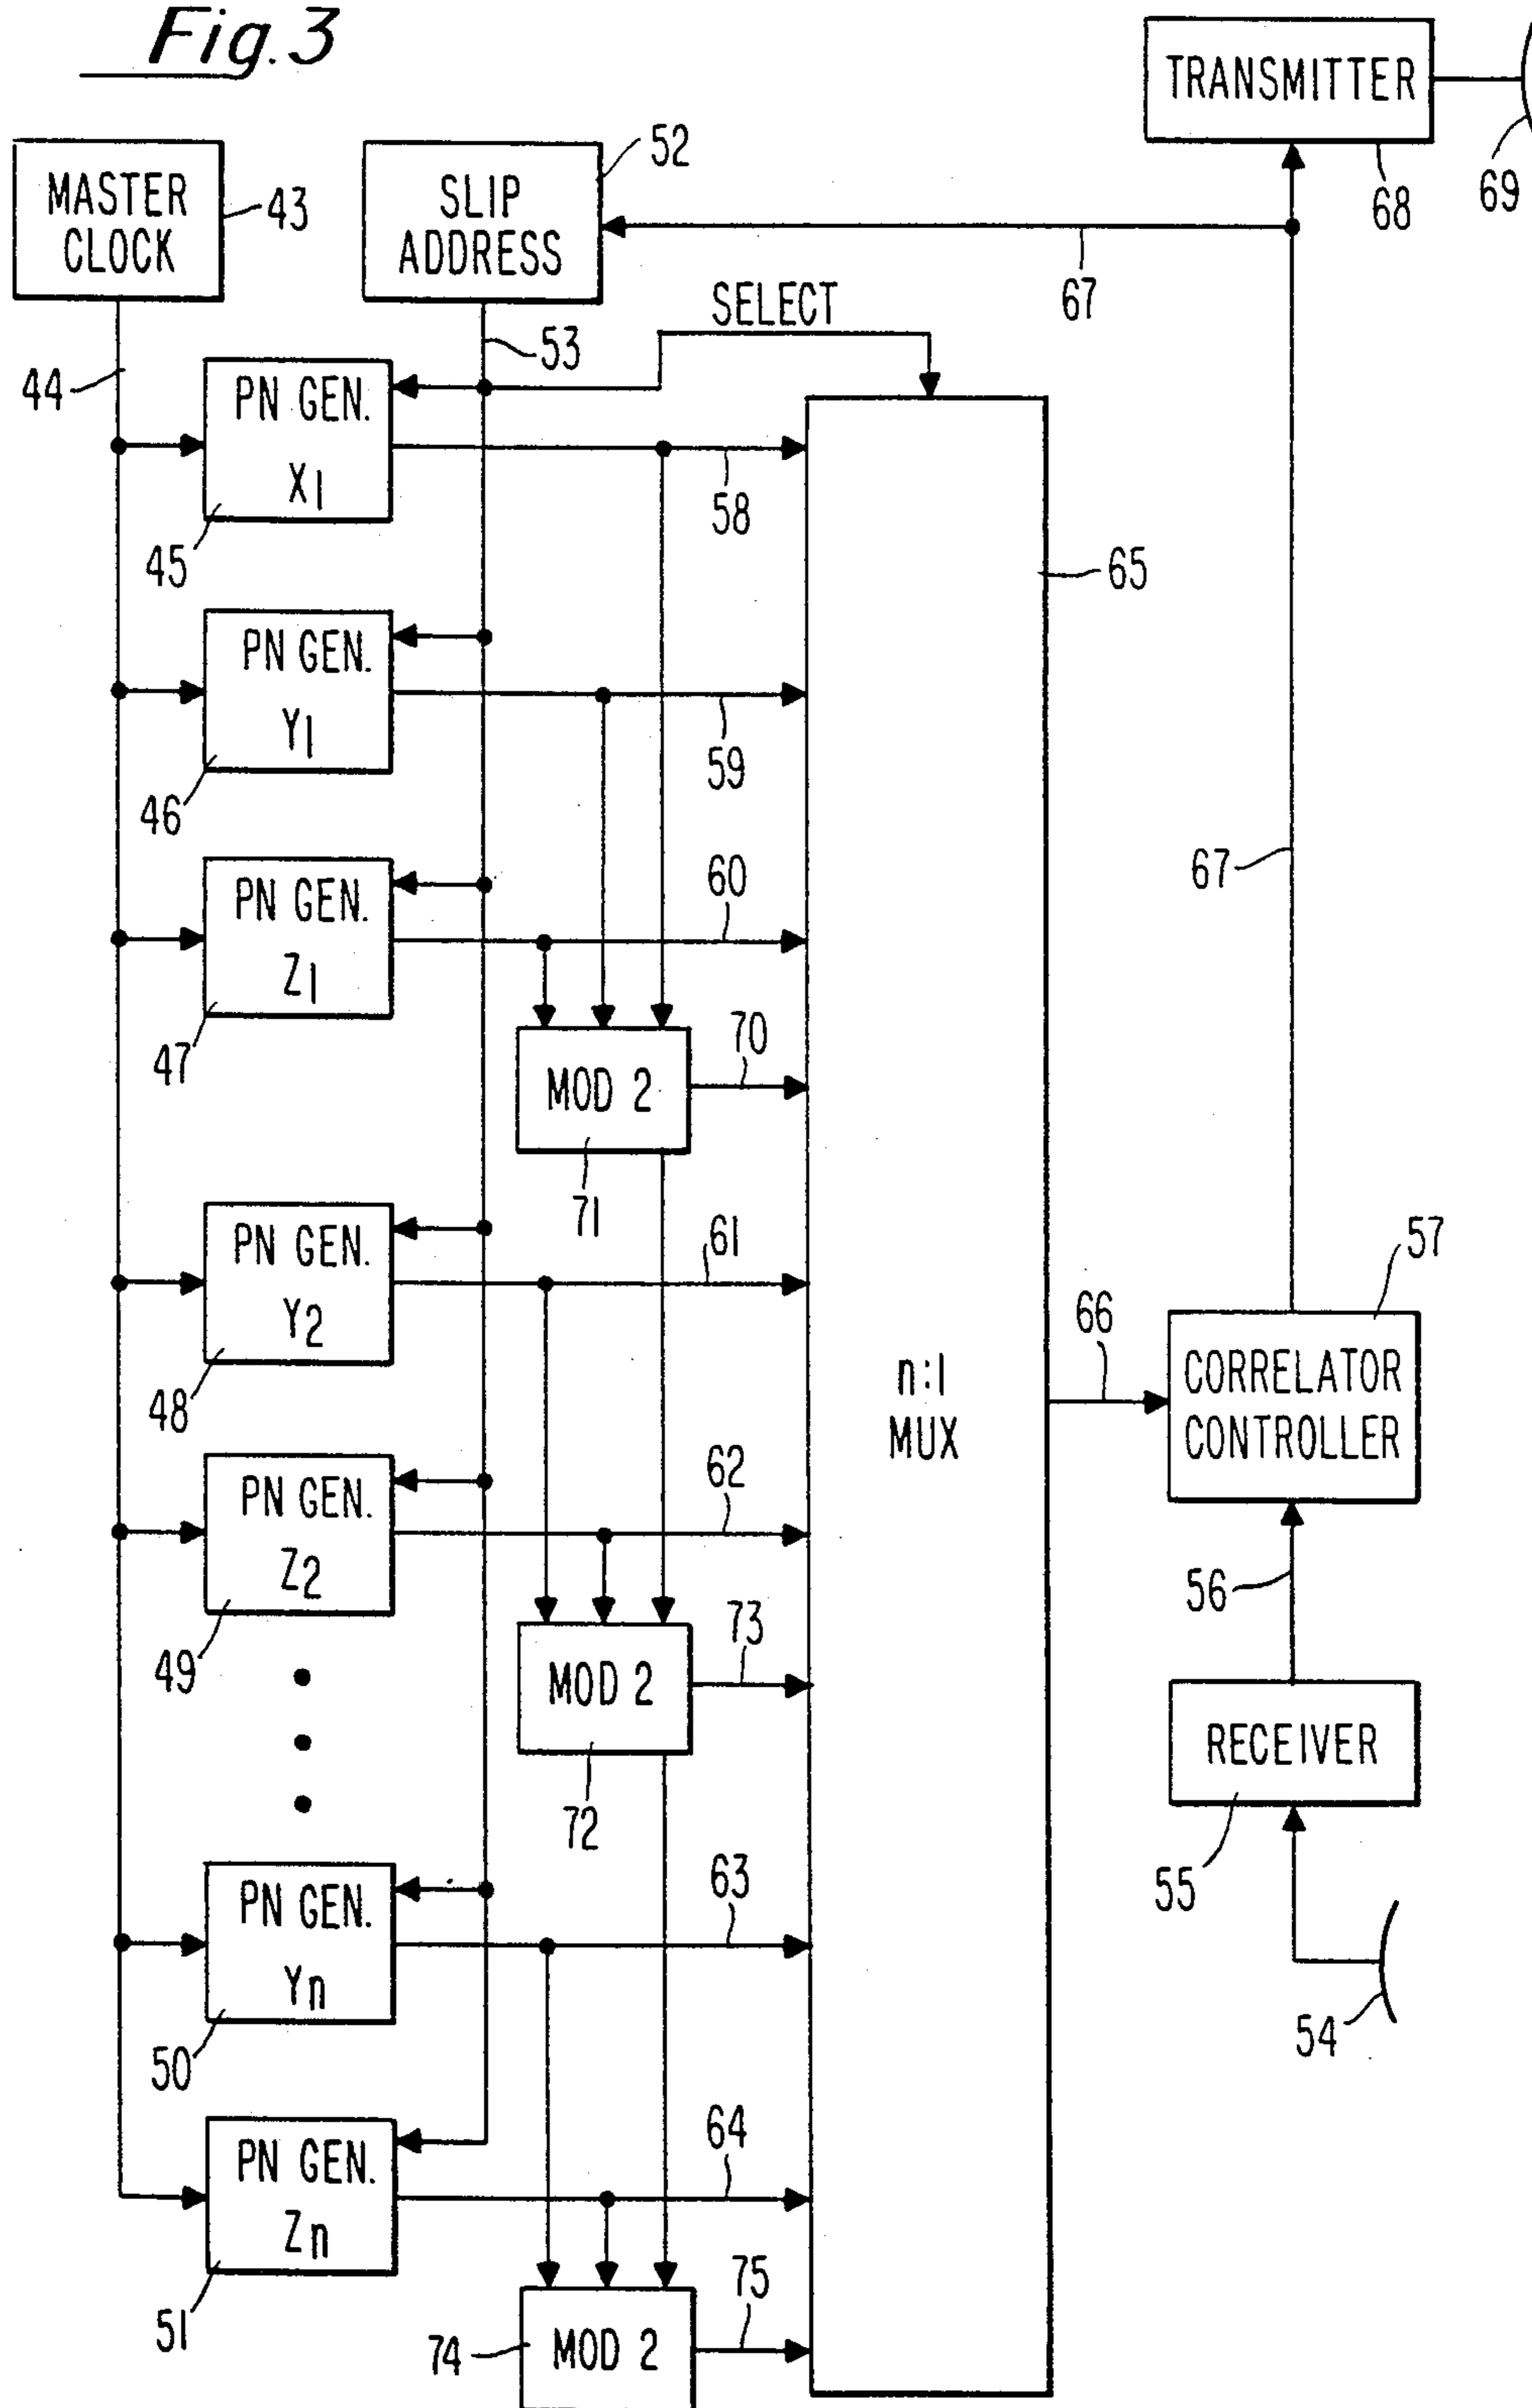 Fig. 3
TRANSMITTER
68
69
MASTER
CLOCK
43
SLIP
ADDRESS
52
67
SELECT
44
53
PN GEN.
X1
45
58
65
PN GEN.
Y1
46
59
PN GEN.
Z1
47
60
67
MOD 2
70
71
PN GEN.
Y2
48
61
57
66
n:1
MUX
CORRELATOR
CONTROLLER
PN GEN.
Z2
49
62
56
MOD 2
73
72
RECEIVER
55
PN GEN.
Yn
50
63
54
PN GEN.
Zn
51
64
74
MOD 2
75